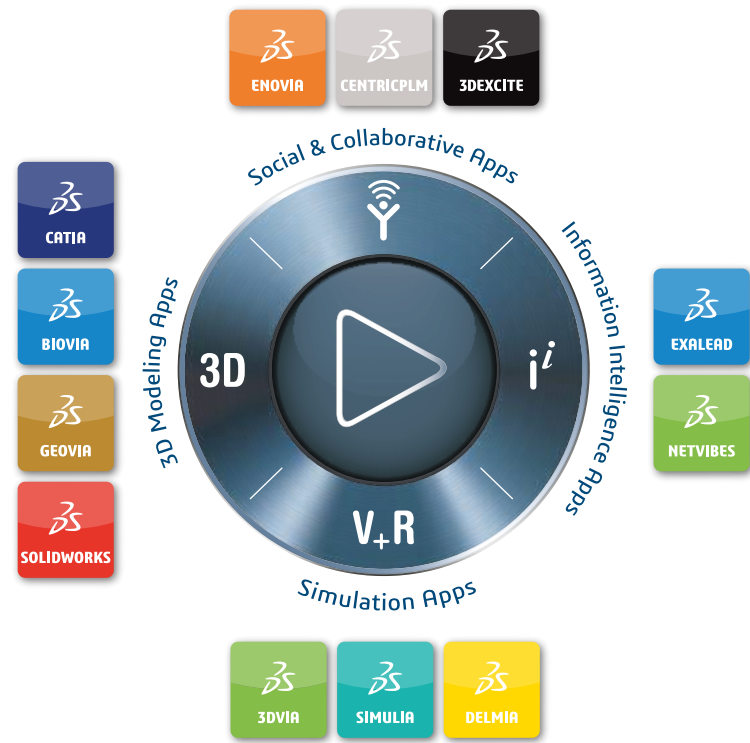 ENOVIA
CENTRICPLM
3DEXCITE
Social & Collaborative Apps
CATIA
BIOVIA
GEOVIA
SOLIDWORKS
3D Modeling Apps
3D
i i
V+R
Information Intelligence Apps
EXALEAD
NETVIBES
Simulation Apps
3DVIA
SIMULIA
DELMIA